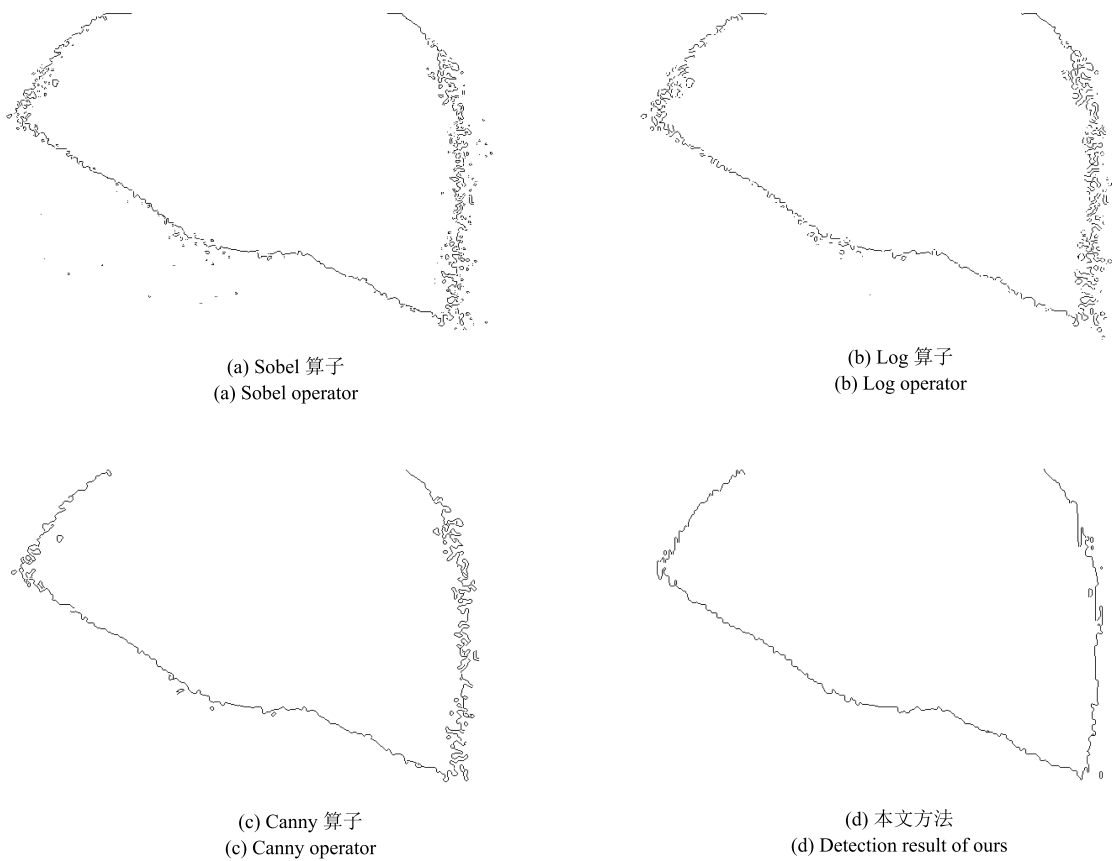 (a) Sobel 算子
(a) Sobel operator
(b) Log 算子
(b) Log operator
(c) Canny 算子
(c) Canny operator
(d) 本文方法
(d) Detection result of ours